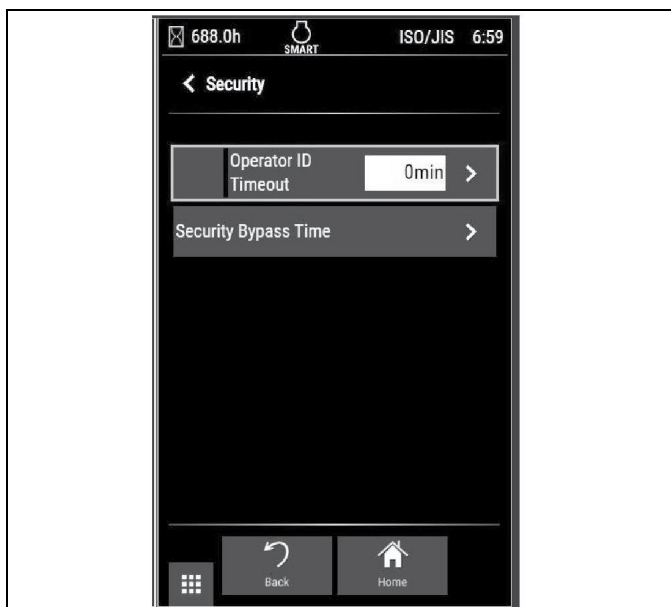 688.0h SMART ISO/JIS 6:59
Security
Operator ID
Timeout
0min
Security Bypass Time
Back
Home